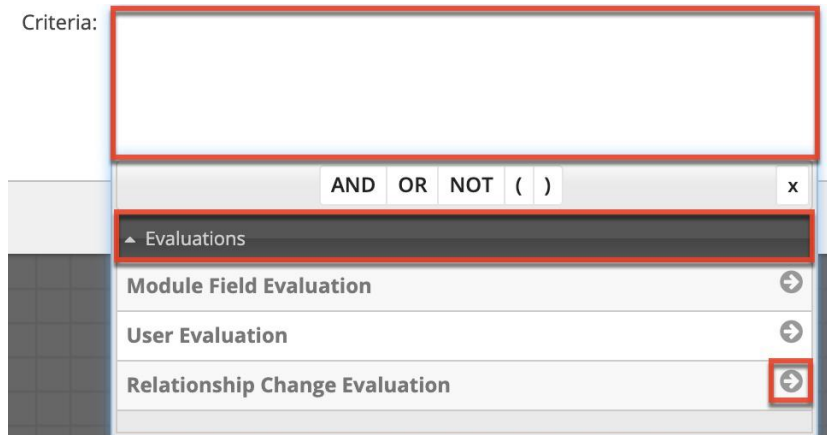 Criteria:
AND OR NOT ( ) x
Evaluations
Module Field Evaluation
User Evaluation
Relationship Change Evaluation